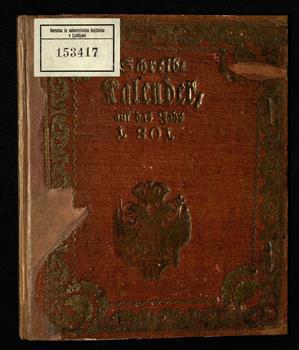 Narodna in univerzitetna knjižnica
v Ljubljani
153417
Schreib-
Kalender,
auf das Jahr
1801.